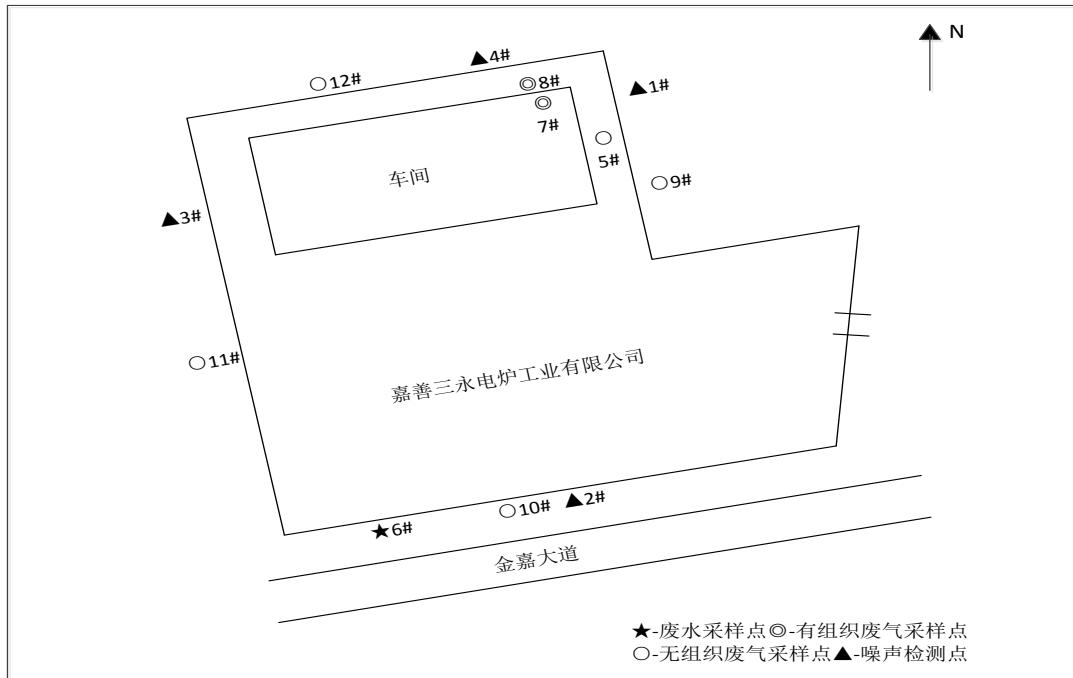 N
▲4#
○12#
◎8#
▲1#
◎
7#
○
5#
车间
○9#
▲3#
○11#
嘉善三永电炉工业有限公司
○10#
▲2#
★6#
金嘉大道
★-废水采样点◎-有组织废气采样点
○-无组织废气采样点▲-噪声检测点